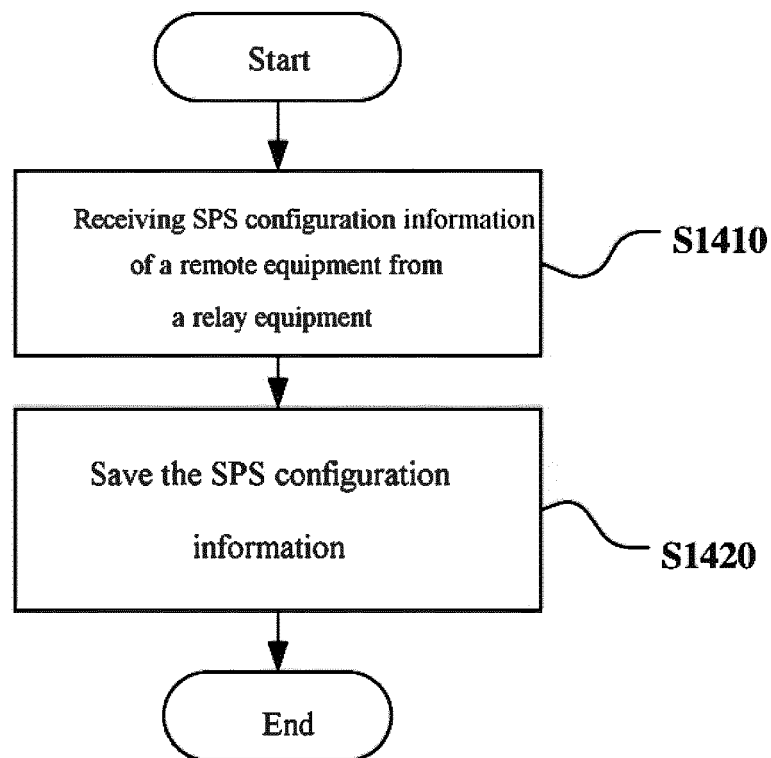 Start
Receiving SPS configuration information
of a remote equipment from
a relay equipment
S1410
Save the SPS configuration
information
S1420
End